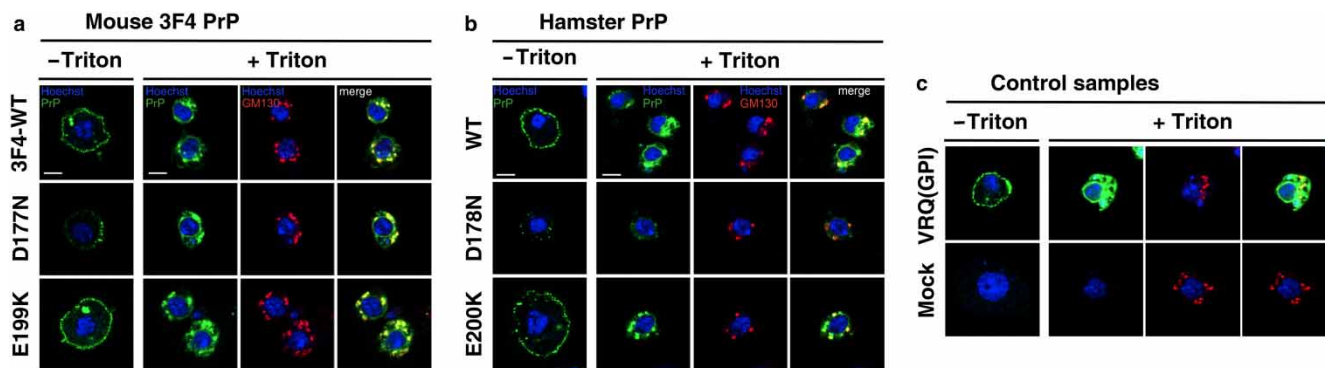 a Mouse 3F4 PrP
−Triton + Triton
Hoechst
PrP
Hoechst
PrP
Hoechst
GM130
merge
3F4-WT
D177N
E199K
b Hamster PrP
−Triton + Triton
Hoechst
PrP
Hoechst
PrP
Hoechst
GM130
merge
WT
D178N
E200K
c Control samples
−Triton + Triton
VRQ(GPI)
Mock